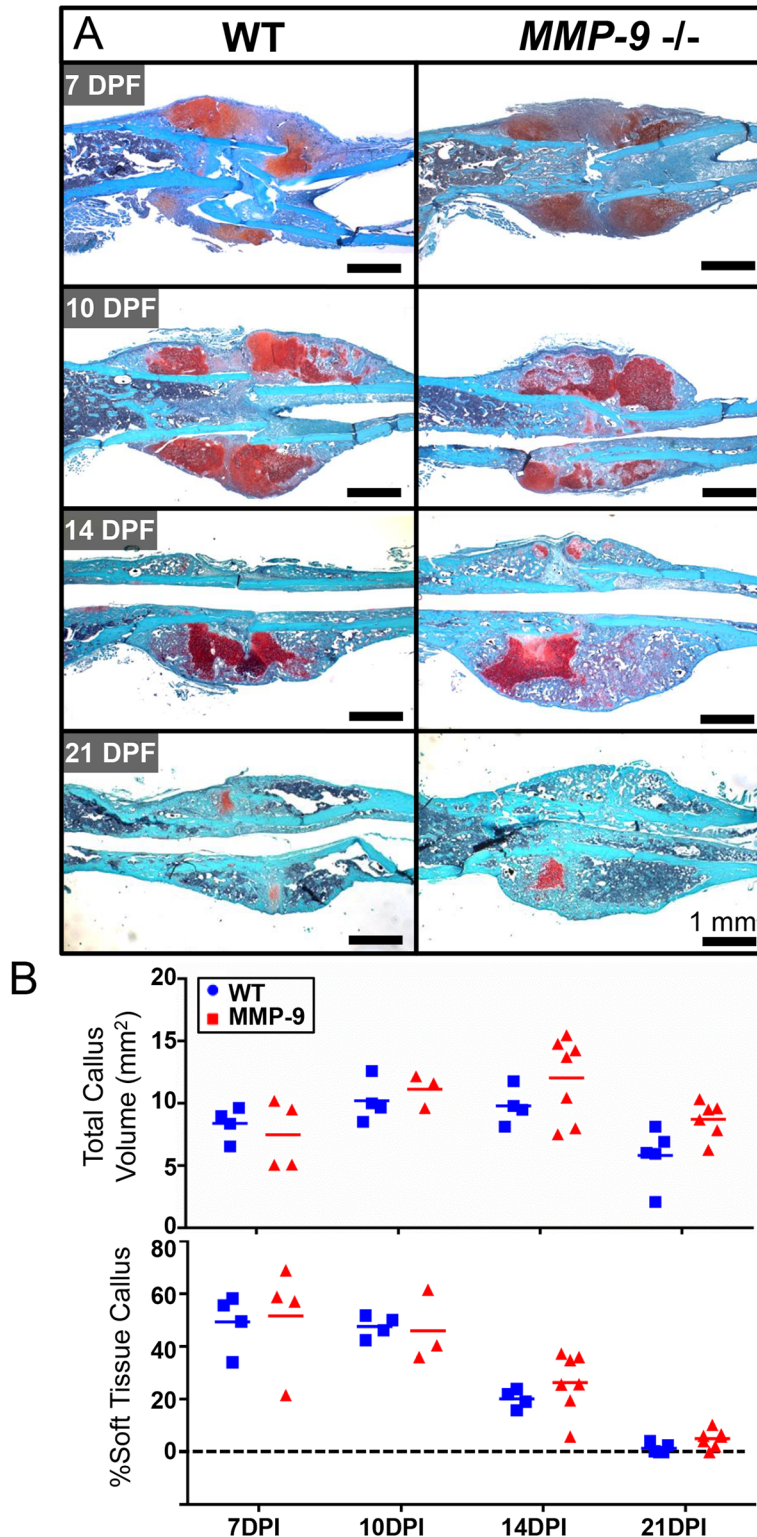 A
WT
MMP-9 -/-
7 DPF
10 DPF
14 DPF
21 DPF
1 mm
B
WT
MMP-9
Total Callus
Volume (mm²)
20
15
10
5
0
%Soft Tissue Callus
80
60
40
20
0
7DPI 10DPI 14DPI 21DPI